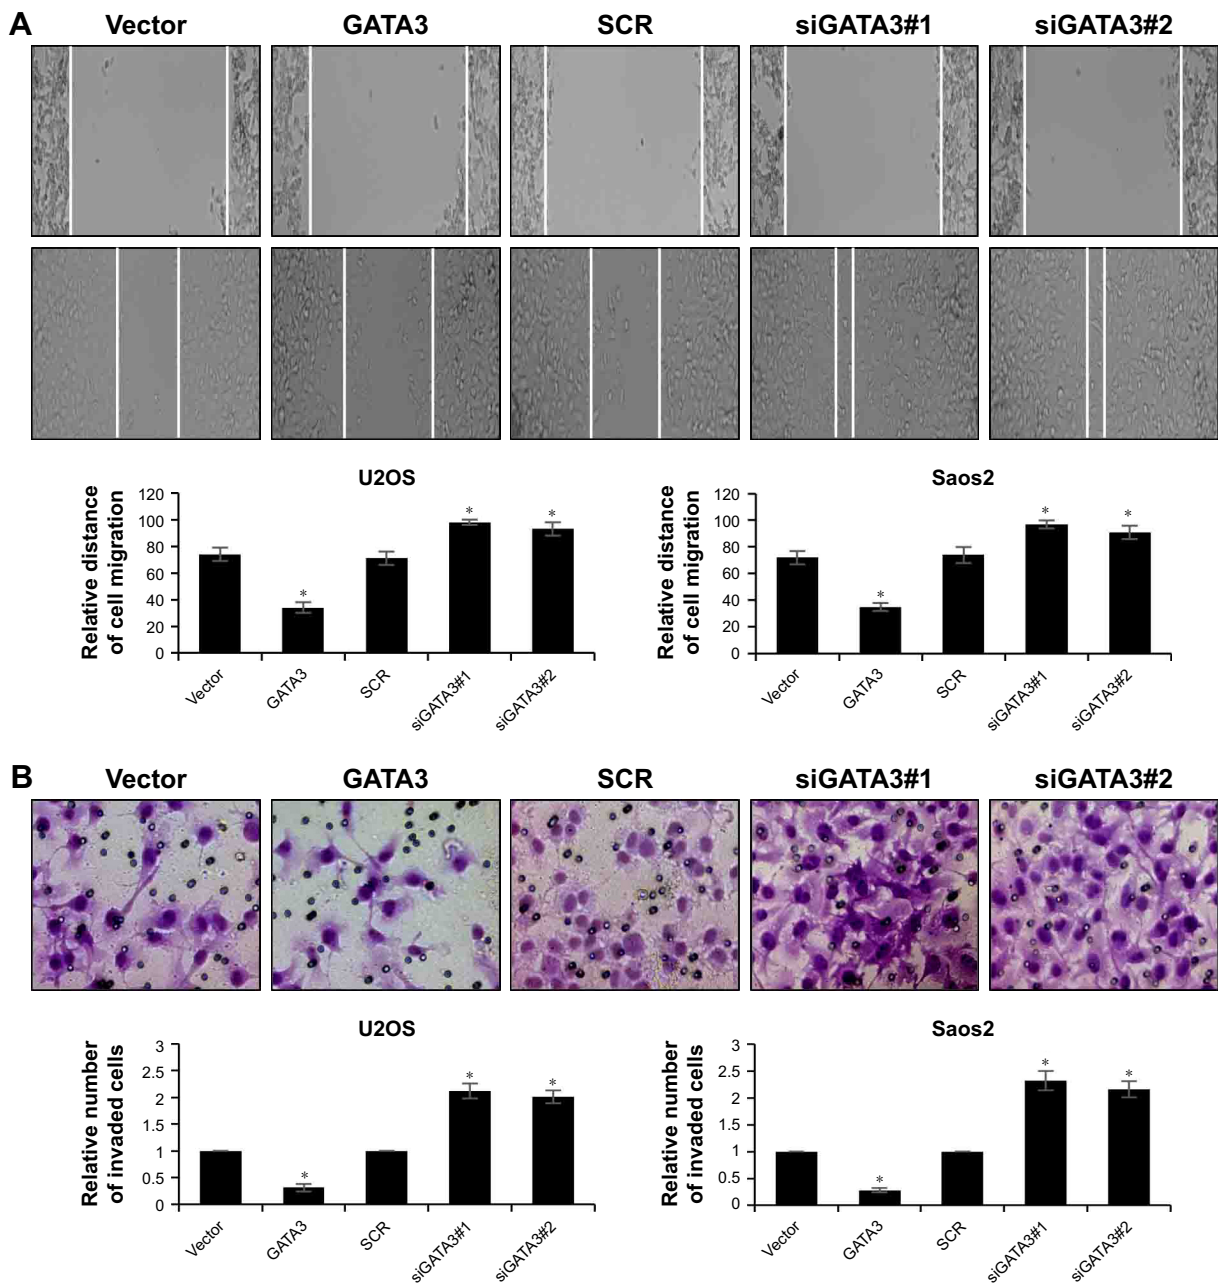 A
Vector GATA3 SCR siGATA3#1 siGATA3#2
U2OS
Relative distance
of cell migration
120
100
80
60
40
20
0
* * *
Vector GATA3 SCR siGATA3#1 siGATA3#2
Saos2
Relative distance
of cell migration
120
100
80
60
40
20
0
* * *
Vector GATA3 SCR siGATA3#1 siGATA3#2
B
Vector GATA3 SCR siGATA3#1 siGATA3#2
U2OS
Relative number
of invaded cells
3
2.5
2
1.5
1
0.5
0
* * *
Vector GATA3 SCR siGATA3#1 siGATA3#2
Saos2
Relative number
of invaded cells
3
2.5
2
1.5
1
0.5
0
* * *
Vector GATA3 SCR siGATA3#1 siGATA3#2